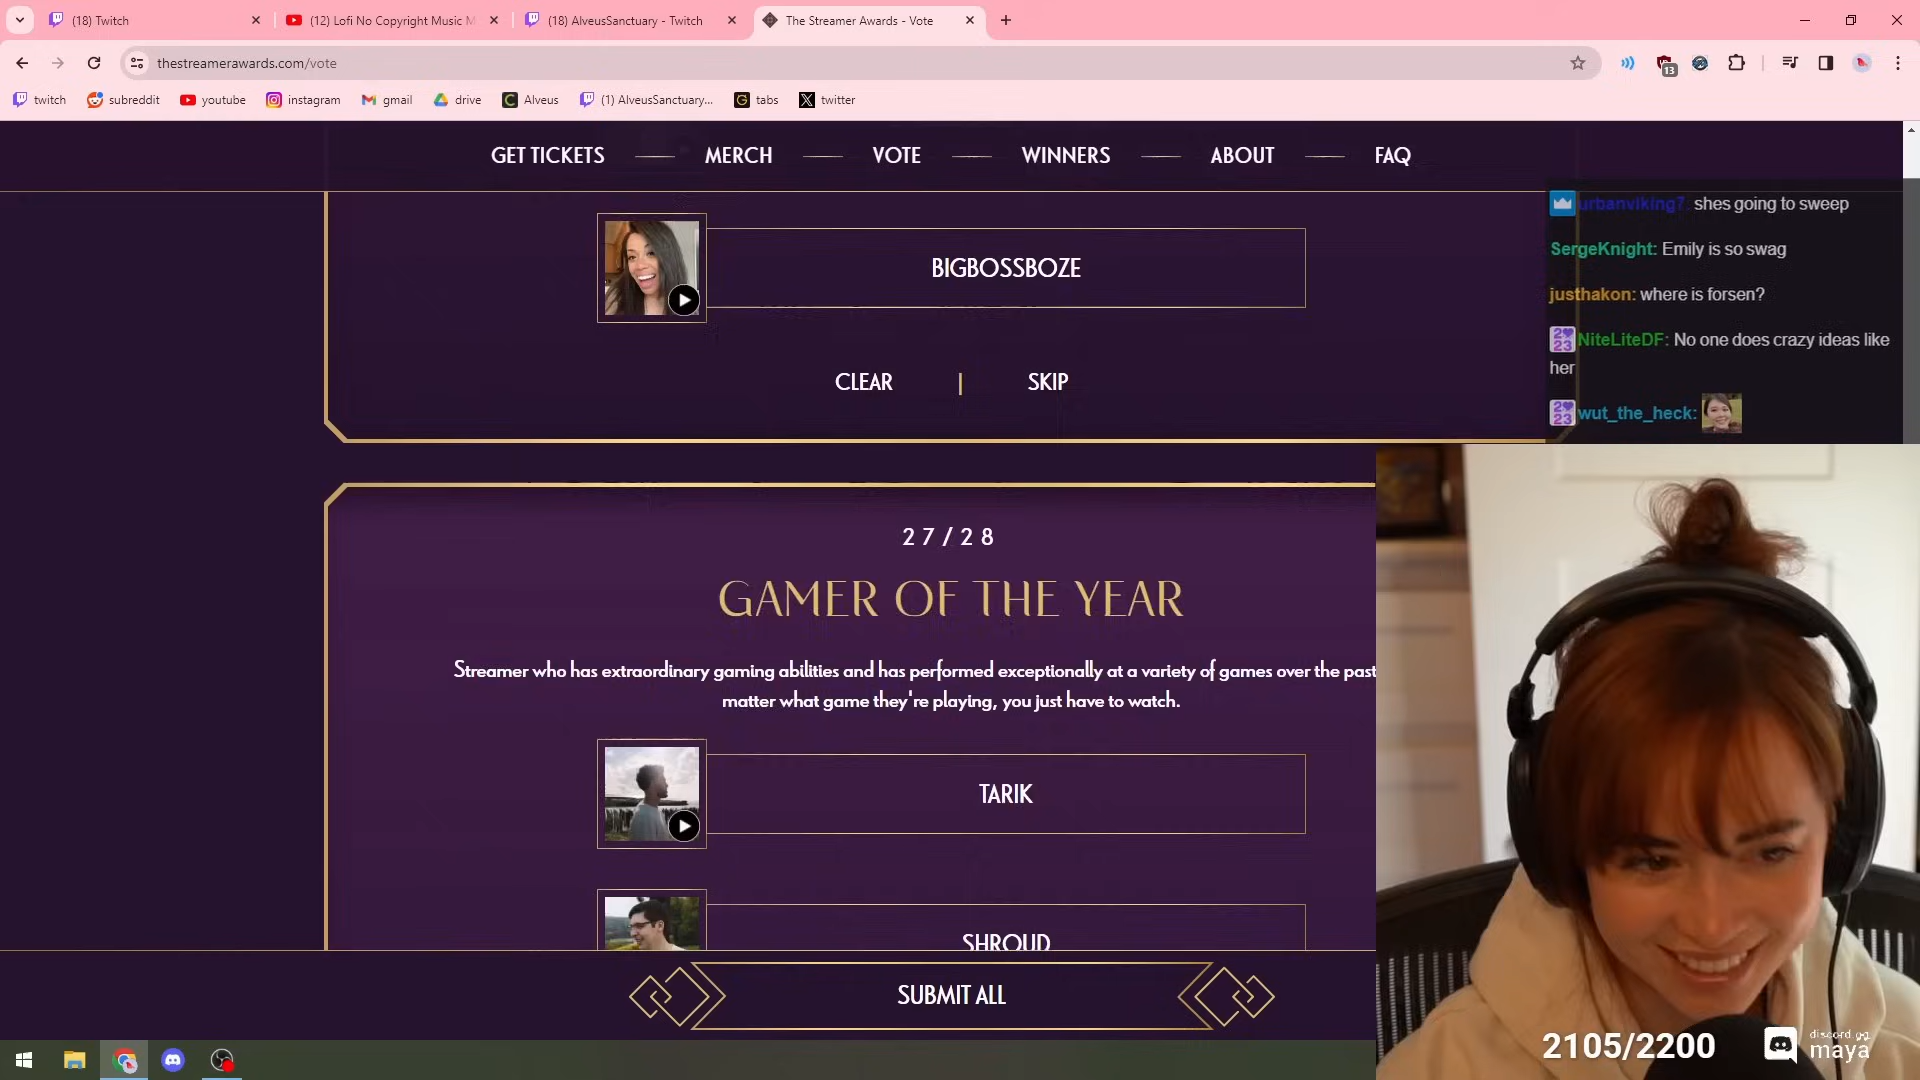 (18) Twitch
(12) Lofi No Copyright Music M
(18) AlveusSanctuary - Twitch
The Streamer Awards - Vote
thestreamerawards.com/vote
13
twitch
subreddit
youtube
instagram
gmail
drive
Alveus
(1) AlveusSanctuary...
tabs
twitter
GET TICKETS
MERCH
VOTE
WINNERS
ABOUT
FAQ
BIGBOSSBOZE
CLEAR | SKIP
27/28
GAMER OF THE YEAR
Streamer who has extraordinary gaming abilities and has performed exceptionally at a variety of games over the past
matter what game they're playing, you just have to watch.
TARIK
SHROUD
SUBMIT ALL
urbanviking7: shes going to sweep
SergeKnight: Emily is so swag
justhakon: where is forsen?
NiteLiteDF: No one does crazy ideas like
her
wut_the_heck:
2105/2200
discord.gg
maya